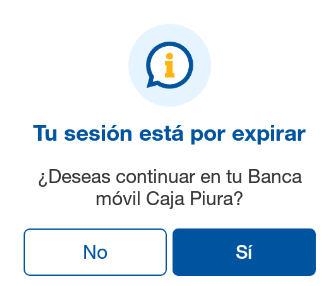 Tu sesión está por expirar
¿Deseas continuar en tu Banca
móvil Caja Piura?
No
Sí